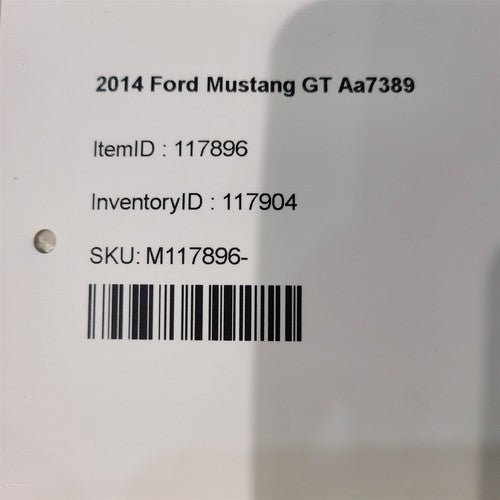 2014 Ford Mustang GT Aa7389
ItemID : 117896
InventoryID : 117904
SKU: M117896-